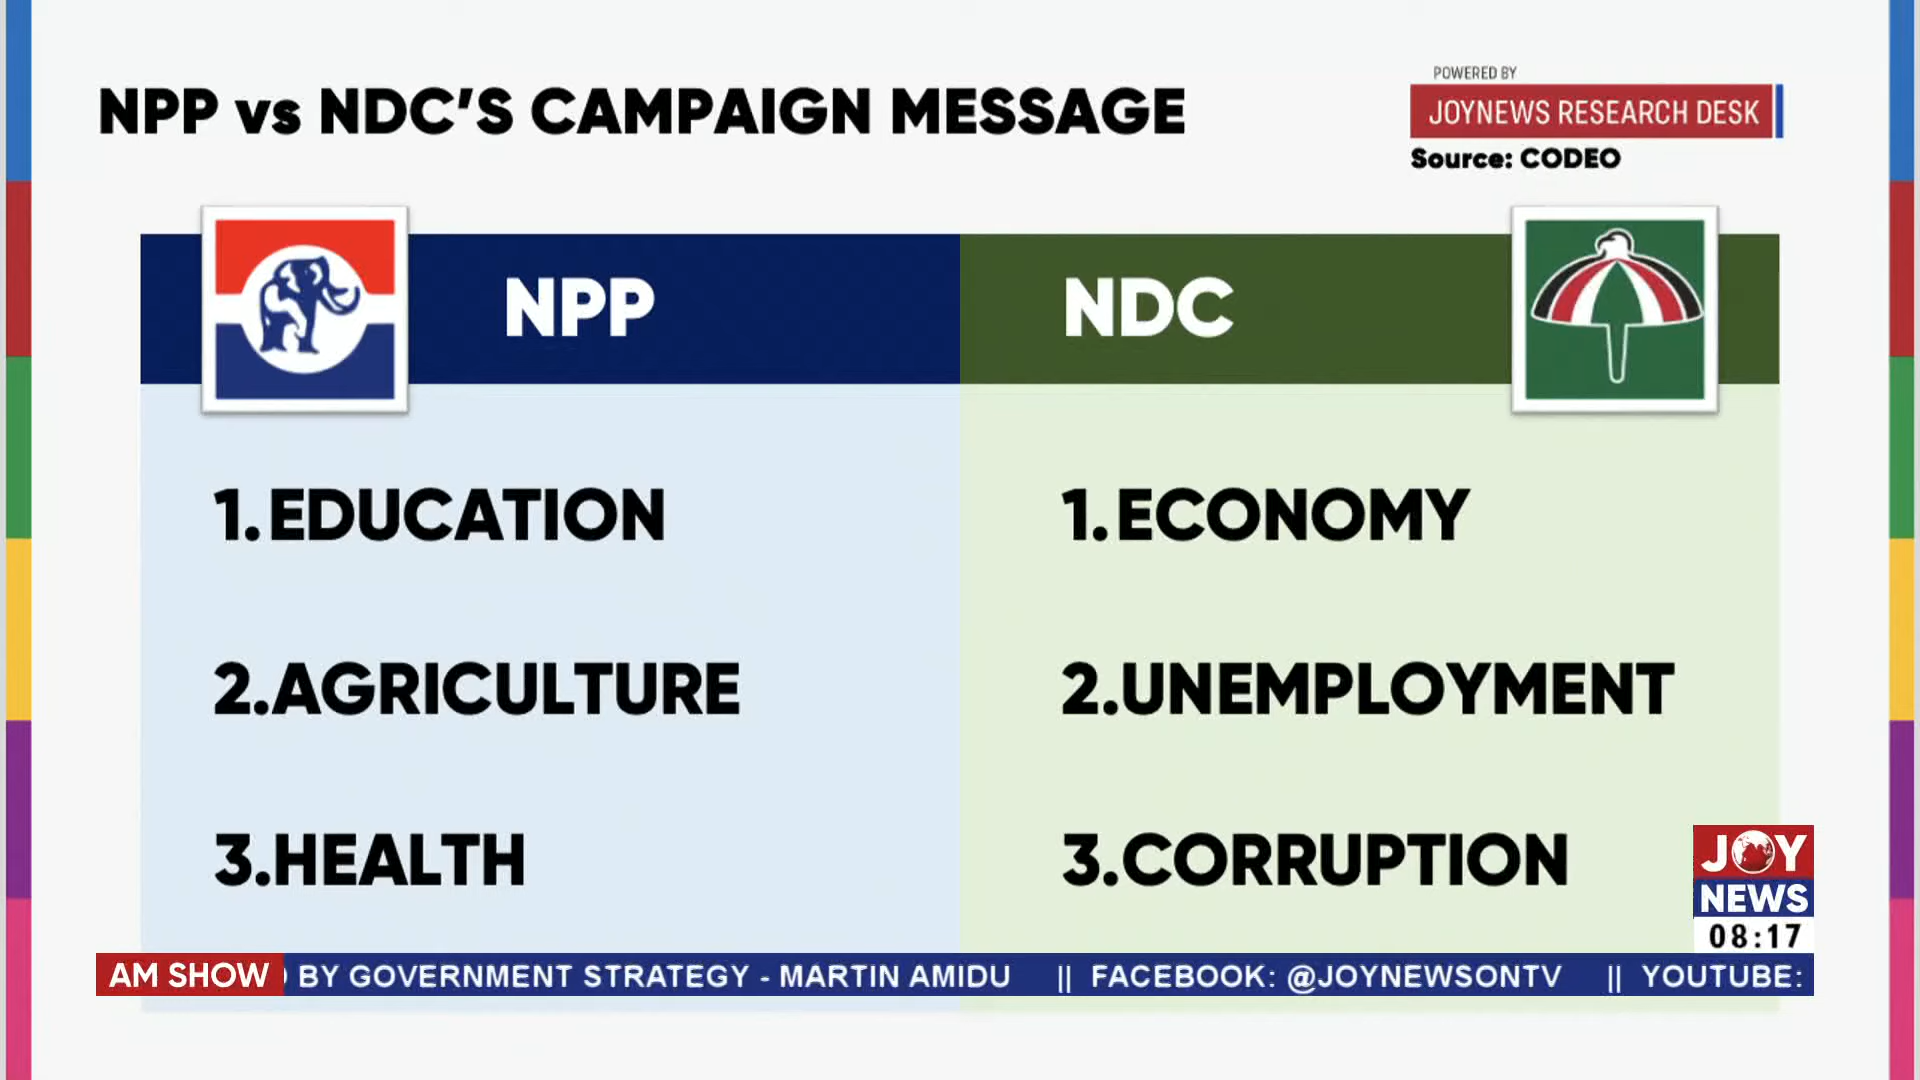 NPP vs NDC'S CAMPAIGN MESSAGE
POWERED BY
JOYNEWS RESEARCH DESK
Source: CODEO
NPP
NDC
1.EDUCATION
1.ECONOMY
2.AGRICULTURE
2.UNEMPLOYMENT
3.HEALTH
3.CORRUPTION
JOY
NEWS
08:17
AM SHOW
BY GOVERNMENT STRATEGY - MARTIN AMIDU || FACEBOOK: @JOYNEWSONTV || YOUTUBE: